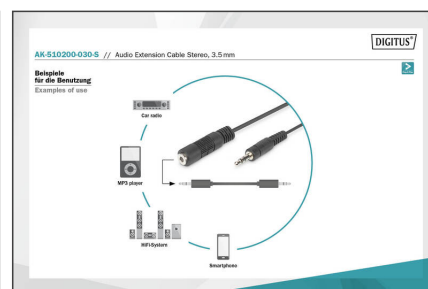 DIGITUS®
AK-510200-030-S // Audio Extension Cable Stereo, 3.5 mm
Beispiele
für die Benutzung
Examples of use
Car radio
MP3 player
HiFi-System
Smartphone